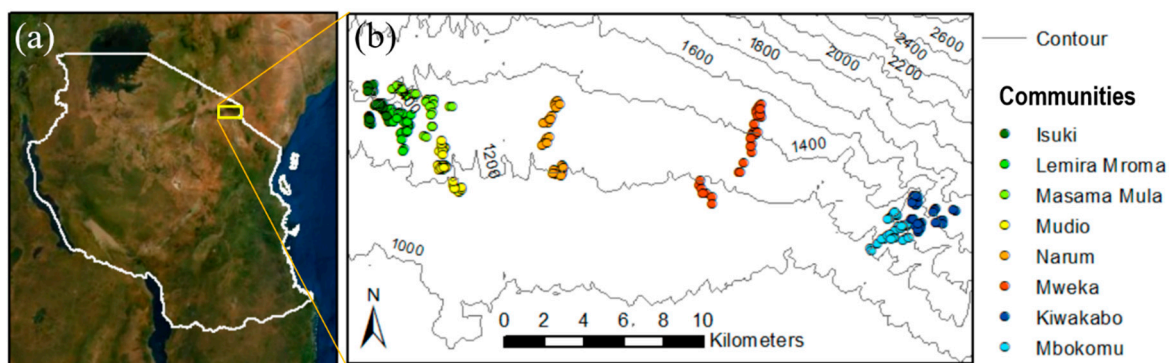 (a)
(b)
2600
2400
2200
2000
1800
1600
1400
1200
1000
N
0 2 4 6 8 10
Kilometers
Contour
Communities
Isuki
Lemira Mroma
Masama Mula
Mudio
Narum
Mweka
Kiwakabo
Mbokomu